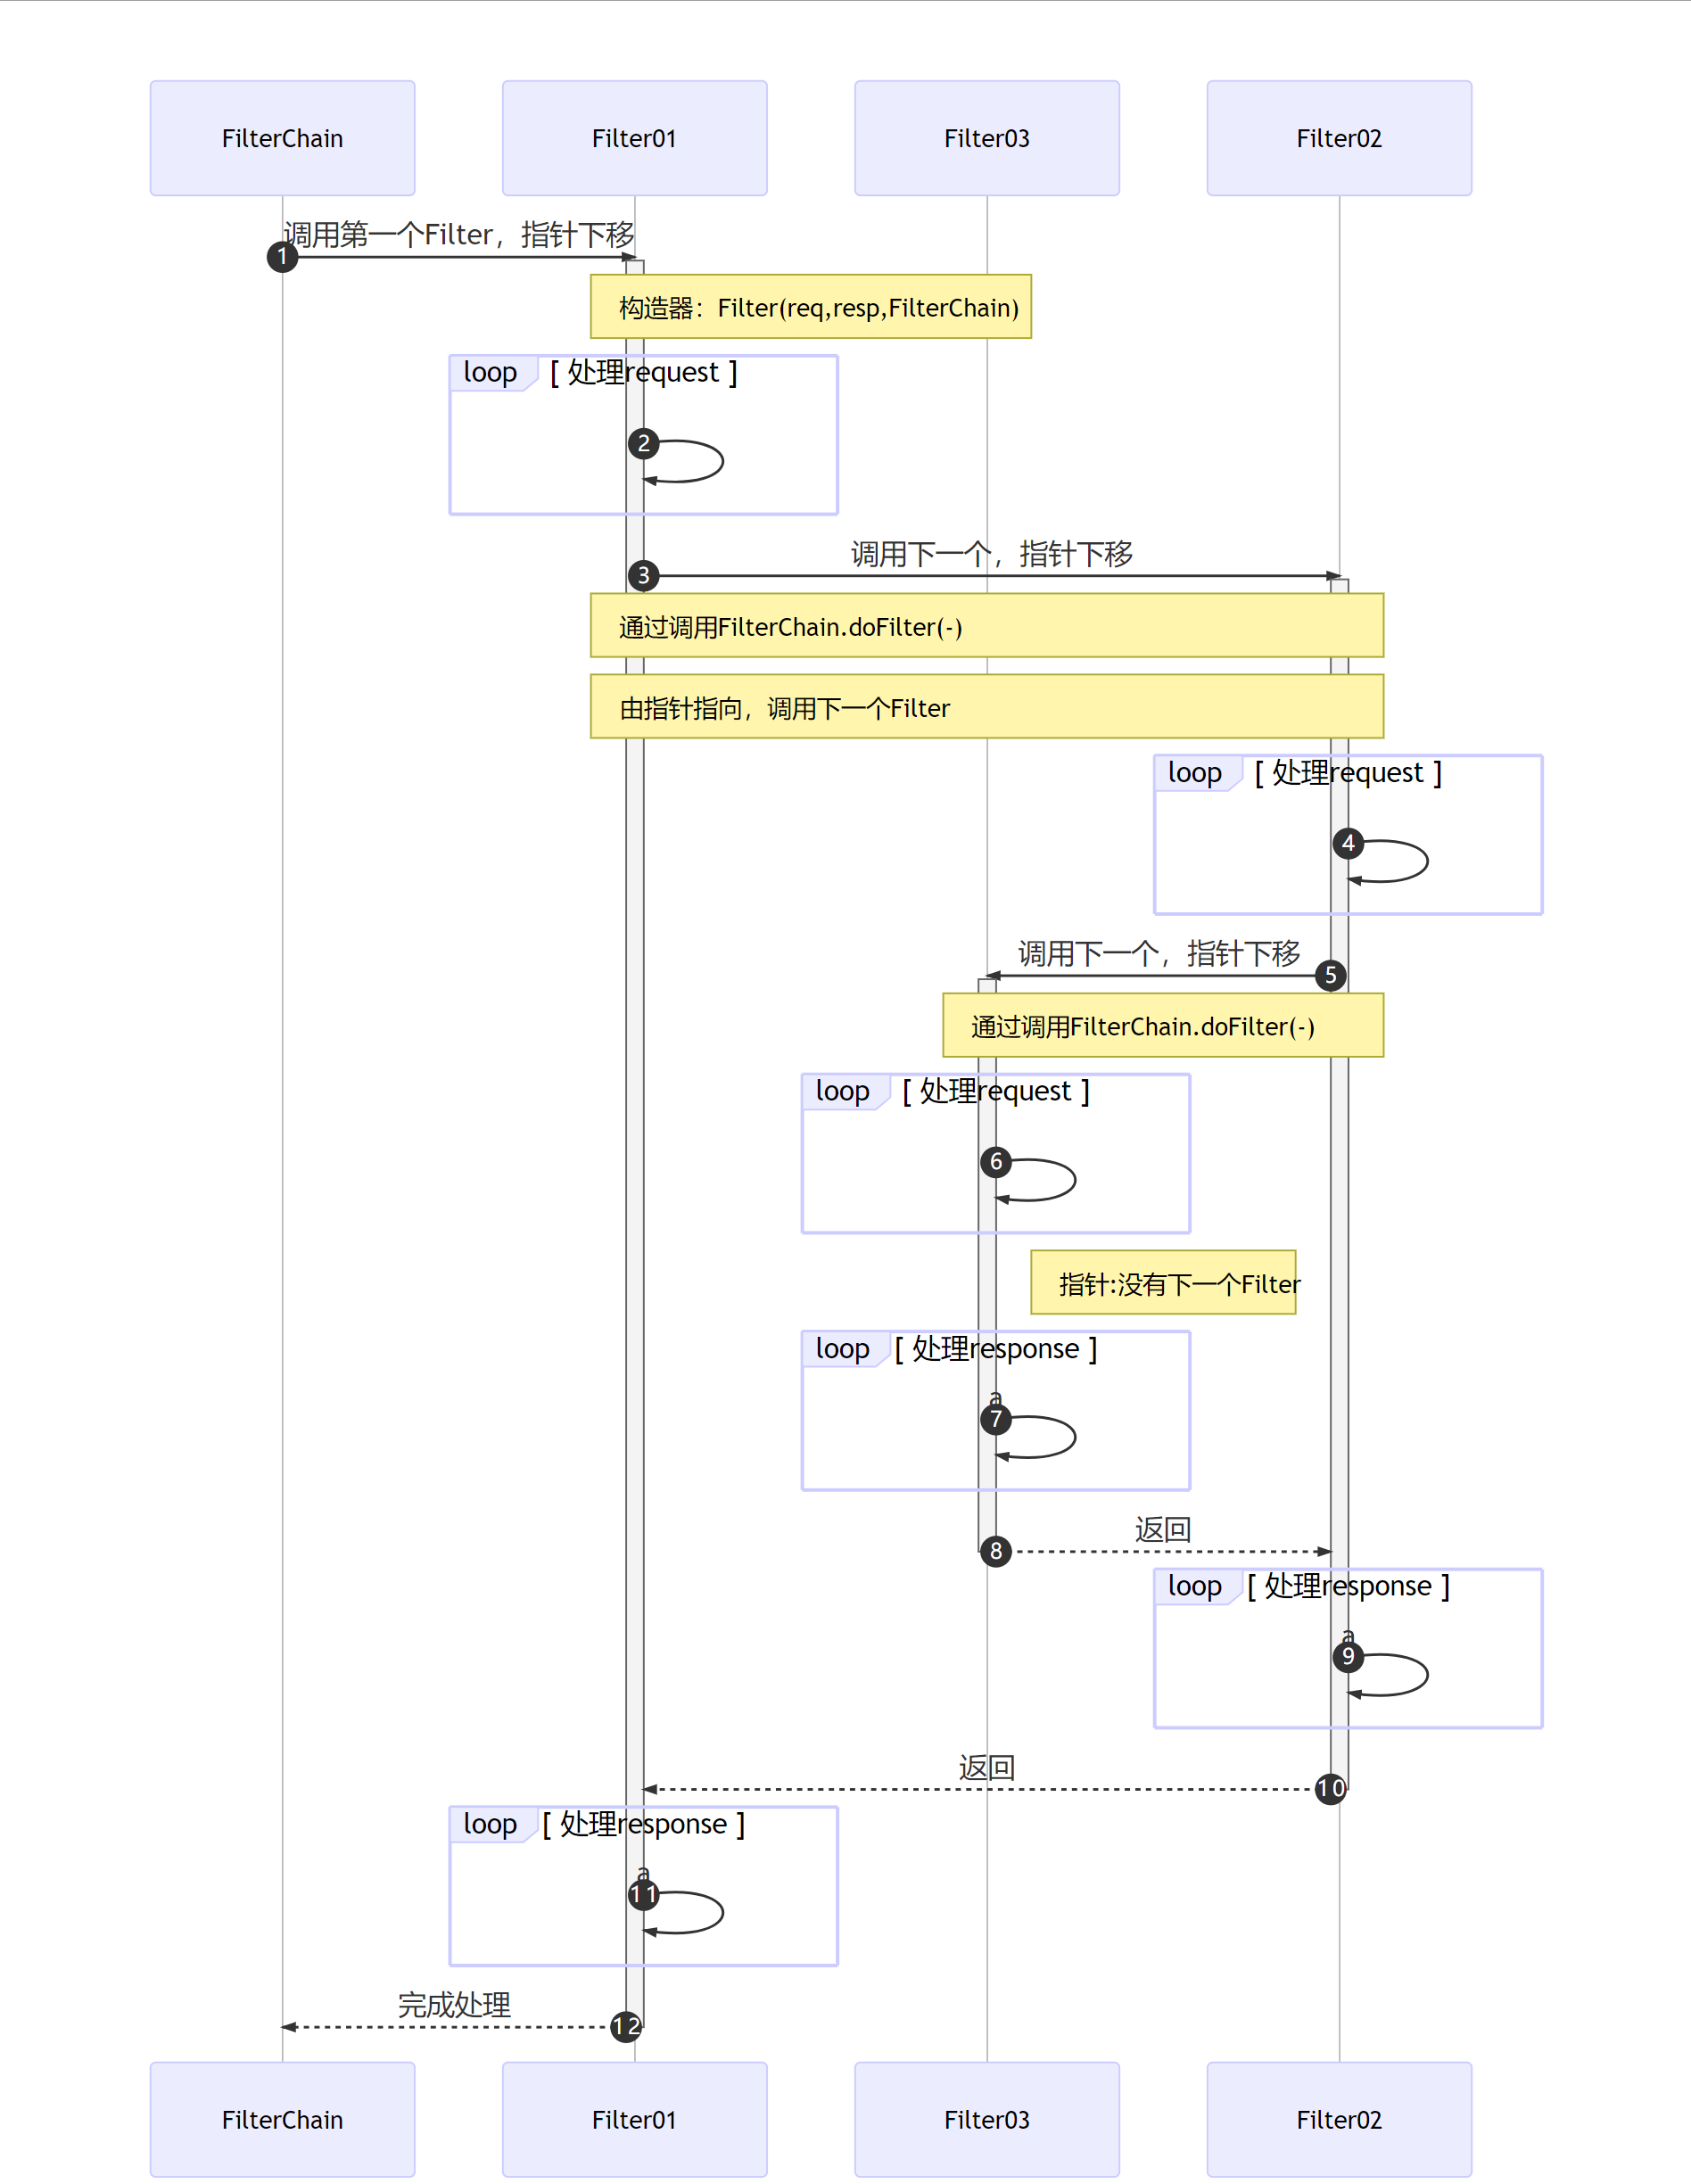 FilterChain
Filter01
Filter03
Filter02
调用第一个Filter，指针下移
1
构造器：Filter(req,resp,FilterChain)
loop
[ 处理request ]
2
调用下一个，指针下移
3
通过调用FilterChain.doFilter(-)
由指针指向，调用下一个Filter
loop
[ 处理request ]
4
调用下一个，指针下移
5
通过调用FilterChain.doFilter(-)
loop
[ 处理request ]
6
指针:没有下一个Filter
loop
[ 处理response ]
a
7
返回
8
loop
[ 处理response ]
a
9
返回
10
loop
[ 处理response ]
a
11
完成处理
12
FilterChain
Filter01
Filter03
Filter02